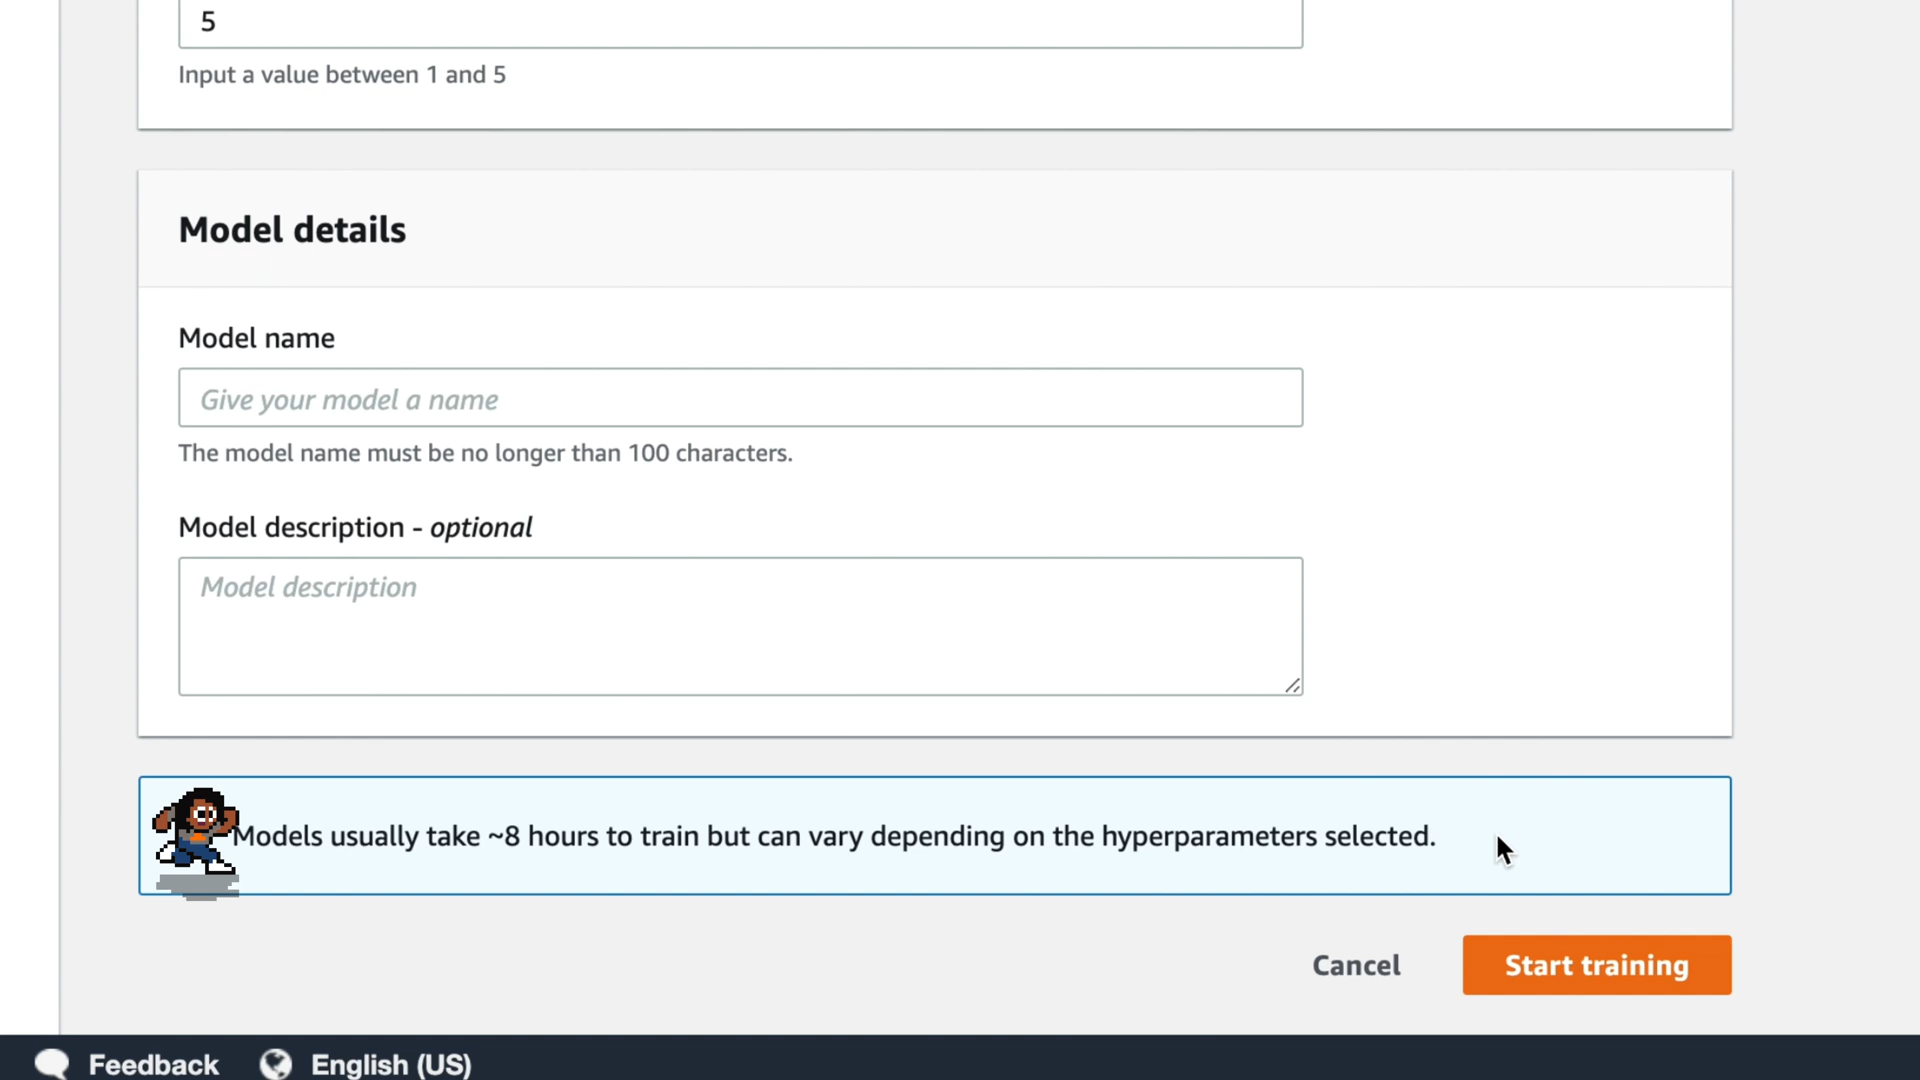 5
Input a value between 1 and 5
Model details
Model name
Give your model a name
The model name must be no longer than 100 characters.
Model description - optional
Model description
Models usually take ~8 hours to train but can vary depending on the hyperparameters selected.
Cancel
Start training
Feedback
English (US)